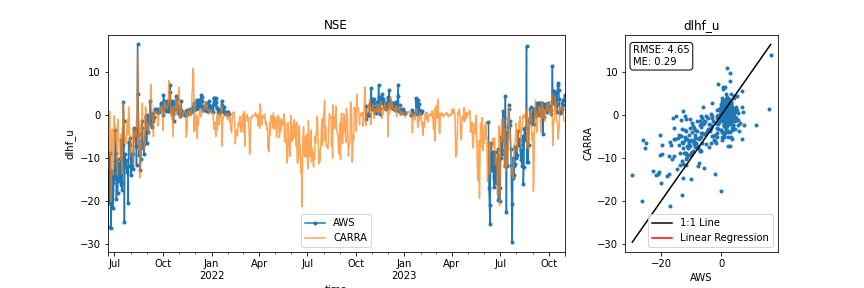 NSE
dlhf_u
10
0
−10
−20
−30
Jul
Oct
Jan
2022
Apr
Jul
Oct
Jan
2023
Apr
Jul
Oct
time
AWS
CARRA
dlhf_u
RMSE: 4.65
ME: 0.29
CARRA
10
0
−10
−20
−30
1:1 Line
Linear Regression
−20
0
AWS